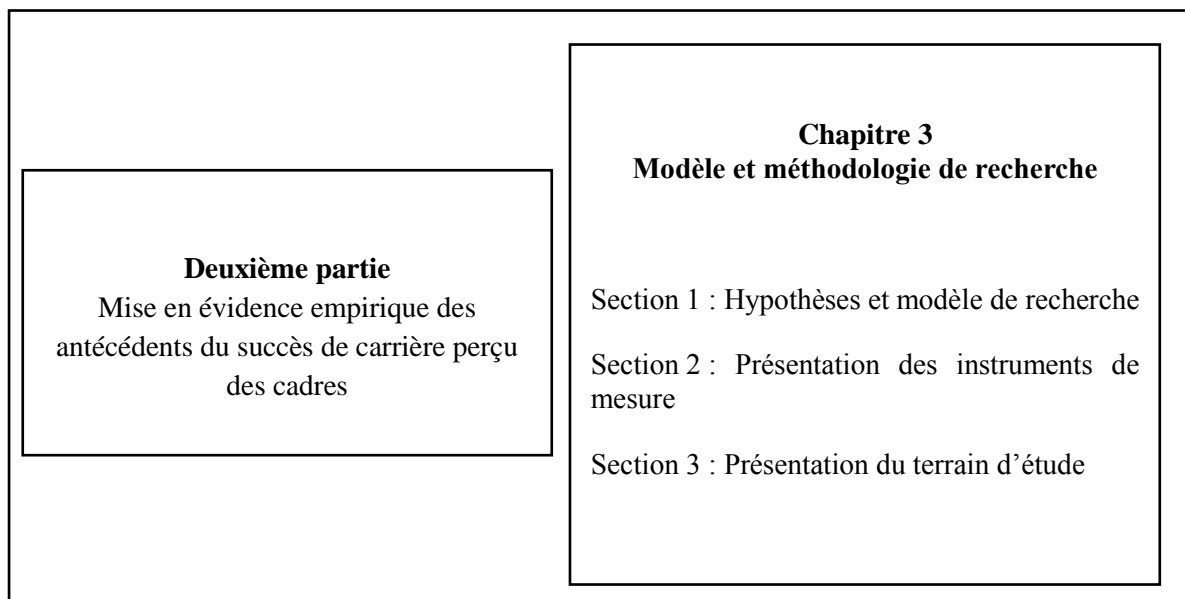 Deuxième partie
Mise en évidence empirique des
antécédents du succès de carrière perçu
des cadres
Chapitre 3
Modèle et méthodologie de recherche
Section 1 : Hypothèses et modèle de recherche
Section 2 : Présentation des instruments de
mesure
Section 3 : Présentation du terrain d’étude